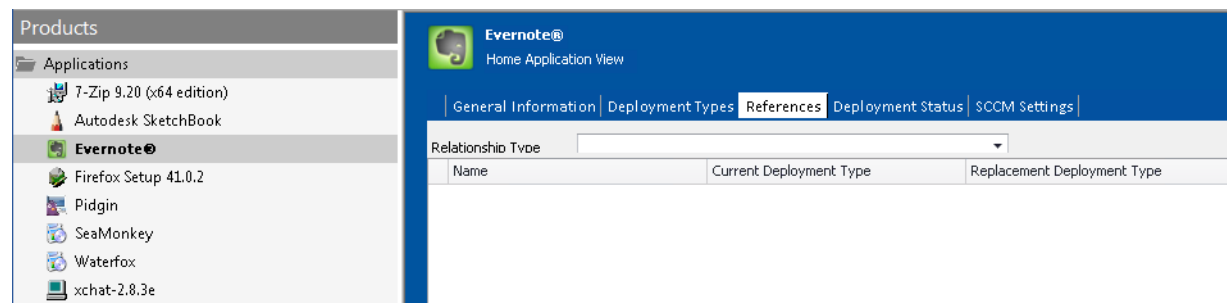 Products
Applications
7-Zip 9.20 (x64 edition)
Autodesk SketchBook
Evernote®
Firefox Setup 41.0.2
Pidgin
SeaMonkey
Waterfox
xchat-2.8.3e
Evernote®
Home Application View
General Information Deployment Types References Deployment Status SCCM Settings
Relationship Type
Name Current Deployment Type Replacement Deployment Type